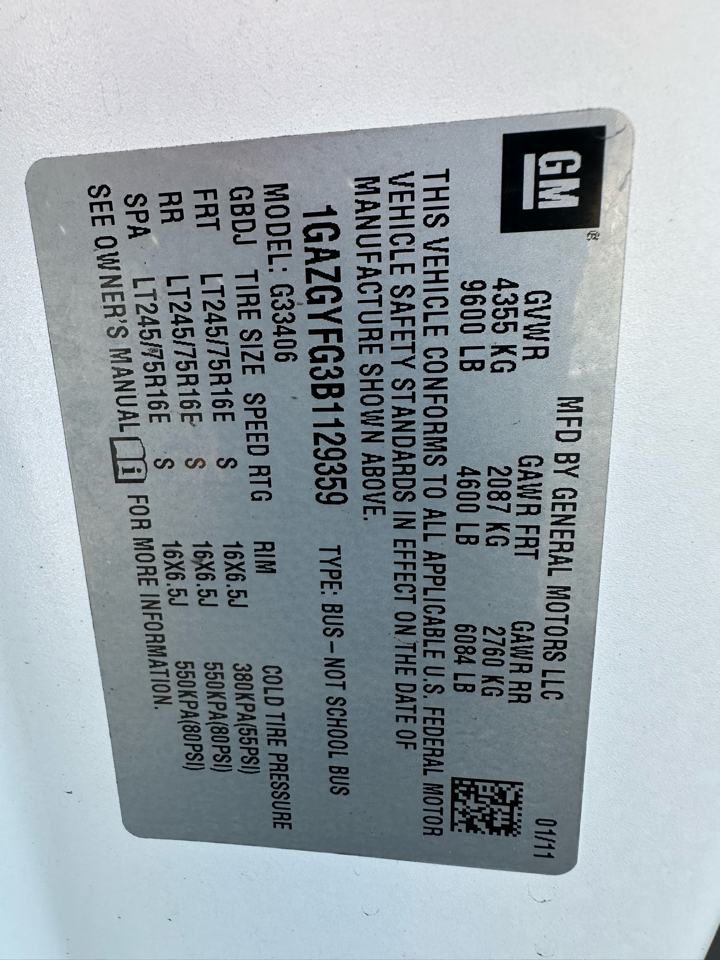 GM ®
MFD BY GENERAL MOTORS LLC 01/11
GVWR GAWR FRT GAWR RR
4355 KG 2087 KG 2760 KG
9600 LB 4600 LB 6084 LB
THIS VEHICLE CONFORMS TO ALL APPLICABLE U.S. FEDERAL MOTOR
VEHICLE SAFETY STANDARDS IN EFFECT ON THE DATE OF
MANUFACTURE SHOWN ABOVE.
1GAZGYFG3B1129359 TYPE: BUS–NOT SCHOOL BUS
MODEL: G33406
GBDJ TIRE SIZE SPEED RTG RIM COLD TIRE PRESSURE
FRT LT245/75R16E S 16X6.5J 380KPA(55PSI)
RR LT245/75R16E S 16X6.5J 550KPA(80PSI)
SPA LT245/75R16E S 16X6.5J 550KPA(80PSI)
SEE OWNER'S MANUAL i FOR MORE INFORMATION.